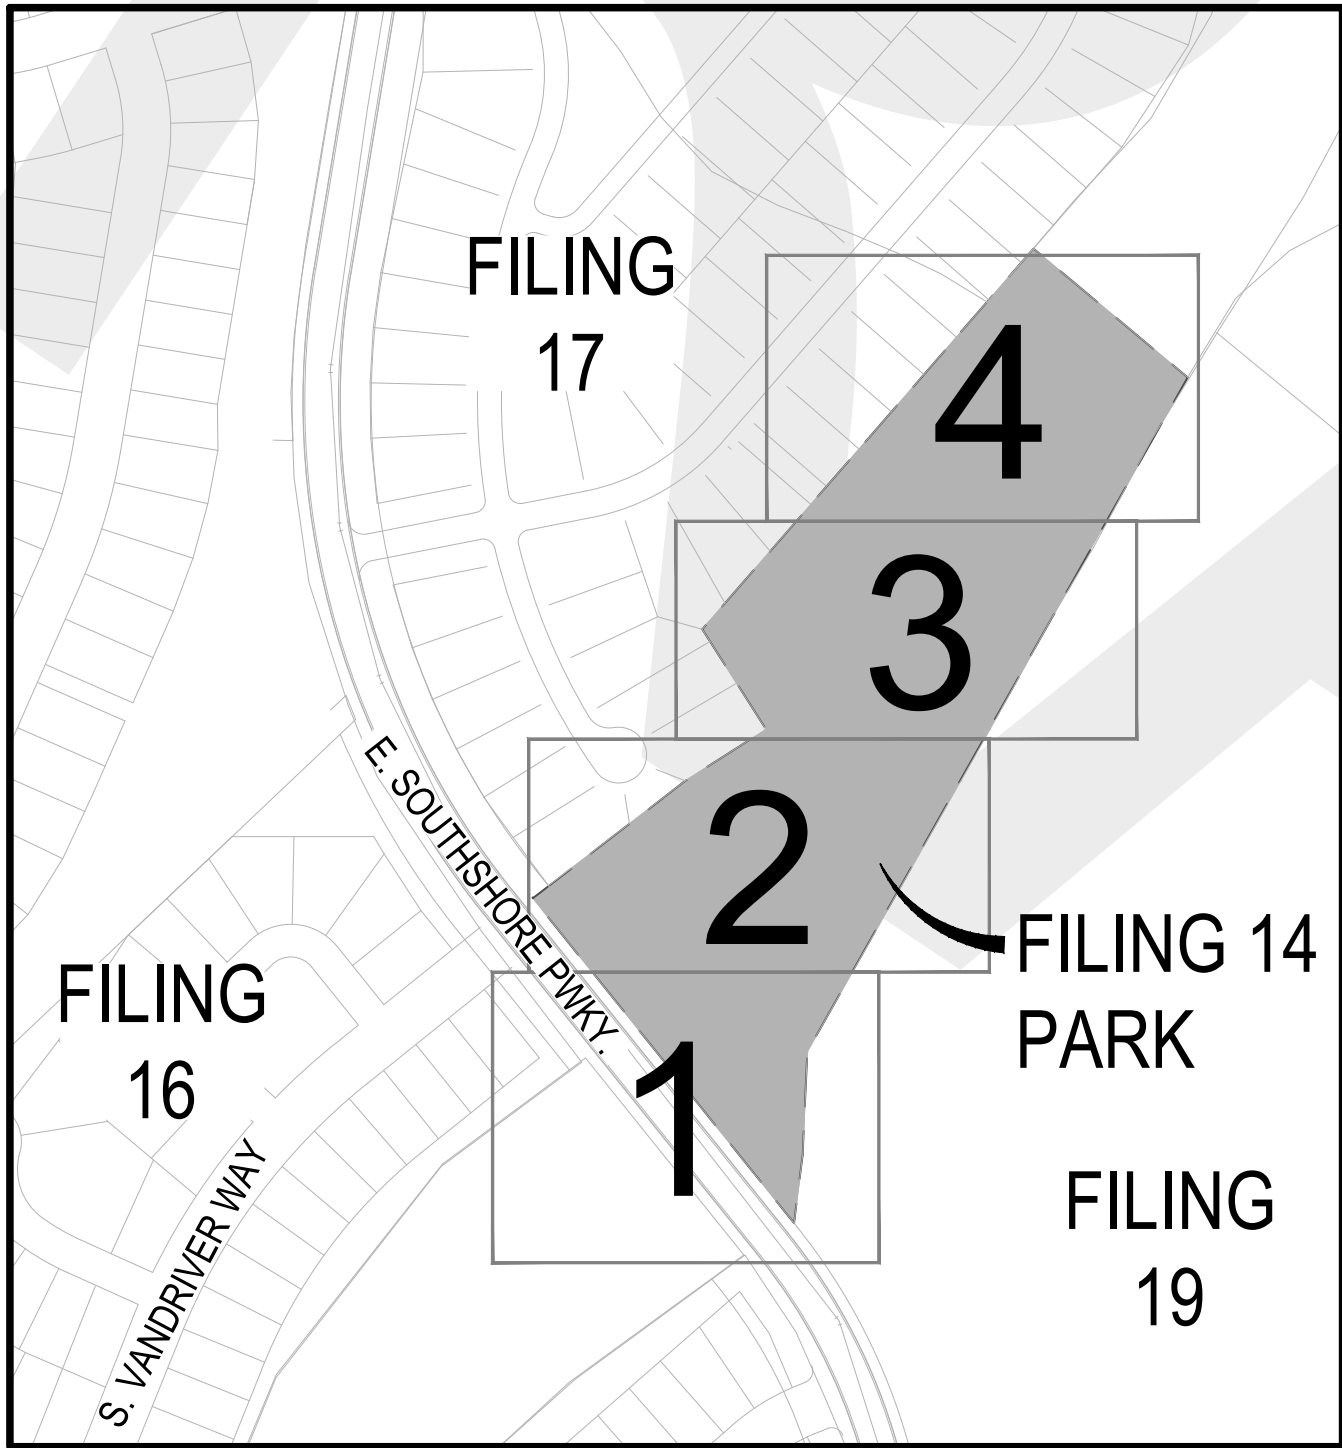 FILING
17
4
3
E. SOUTHSHORE PWKY.
2
FILING 14
PARK
FILING
16
1
S. VANDRIVER WAY
FILING
19